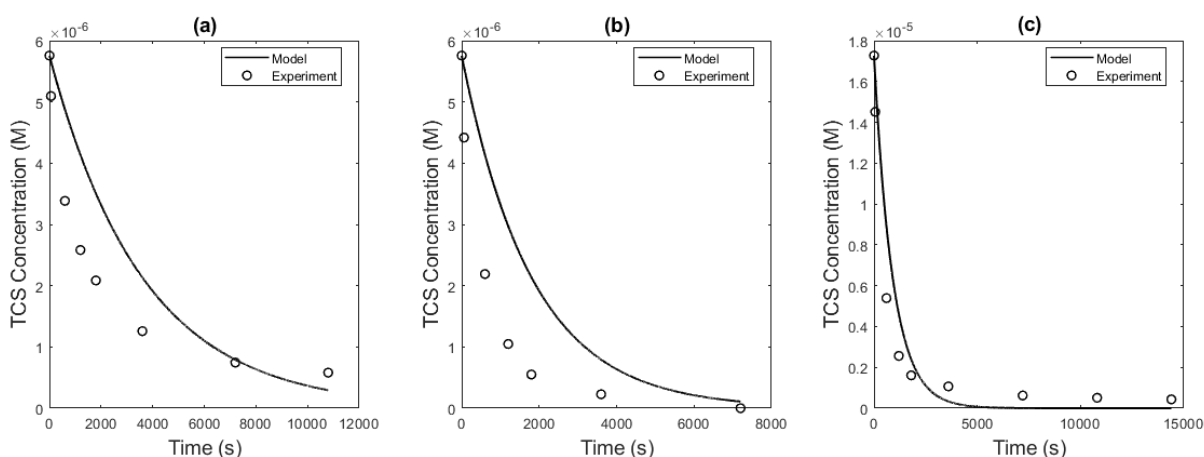 (a)
×10⁻⁶
TCS Concentration (M)
6
5
4
3
2
1
0
0 2000 4000 6000 8000 10000 12000
Time (s)
Model
Experiment
(b)
×10⁻⁶
TCS Concentration (M)
6
5
4
3
2
1
0
0 2000 4000 6000 8000
Time (s)
Model
Experiment
(c)
×10⁻⁵
TCS Concentration (M)
1.8
1.6
1.4
1.2
1
0.8
0.6
0.4
0.2
0
0 5000 10000 15000
Time (s)
Model
Experiment